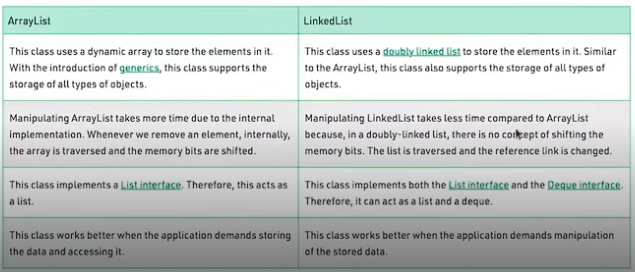 ArrayList
LinkedList
This class uses a dynamic array to store the elements in it.
With the introduction of generics, this class supports the
storage of all types of objects.
This class uses a doubly linked list to store the elements in it. Similar
to the ArrayList, this class also supports the storage of all types of
objects.
Manipulating ArrayList takes more time due to the internal
implementation. Whenever we remove an element, internally,
the array is traversed and the memory bits are shifted.
Manipulating LinkedList takes less time compared to ArrayList
because, in a doubly-linked list, there is no concept of shifting the
memory bits. The list is traversed and the reference link is changed.
This class implements a List interface. Therefore, this acts as
a list.
This class implements both the List interface and the Deque interface.
Therefore, it can act as a list and a deque.
This class works better when the application demands storing
the data and accessing it.
This class works better when the application demands manipulation
of the stored data.